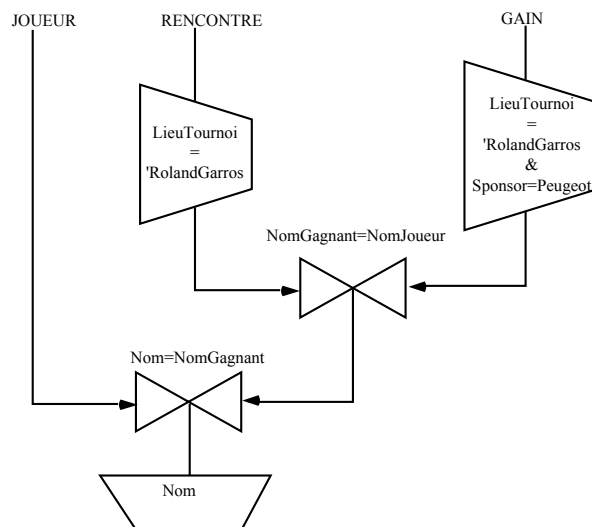 JOUEUR
RENCONTRE
GAIN
LieuTournoi
=
'RolandGarros
LieuTournoi
=
'RolandGarros
&
Sponsor=Peugeot
NomGagnant=NomJoueur
Nom=NomGagnant
Nom